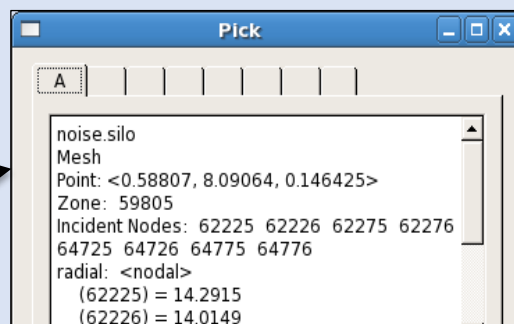 Pick
A
noise.silo
Mesh
Point: <0.58807, 8.09064, 0.146425>
Zone: 59805
Incident Nodes: 62225 62226 62275 62276
64725 64726 64775 64776
radial: <nodal>
(62225) = 14.2915
(62226) = 14.0149